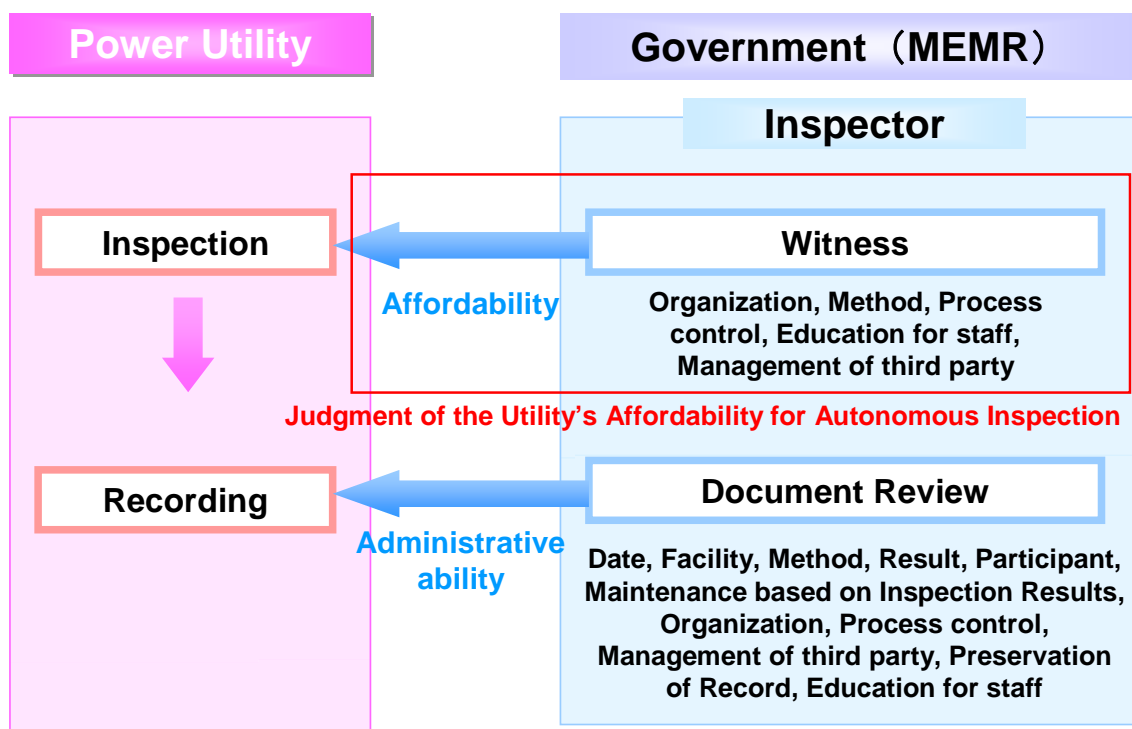 Power Utility
Government（MEMR）
Inspector
Inspection
Witness
Affordability
Organization, Method, Process
control, Education for staff,
Management of third party
Judgment of the Utility’s Affordability for Autonomous Inspection
Recording
Document Review
Administrative
ability
Date, Facility, Method, Result, Participant,
Maintenance based on Inspection Results,
Organization, Process control,
Management of third party, Preservation
of Record, Education for staff